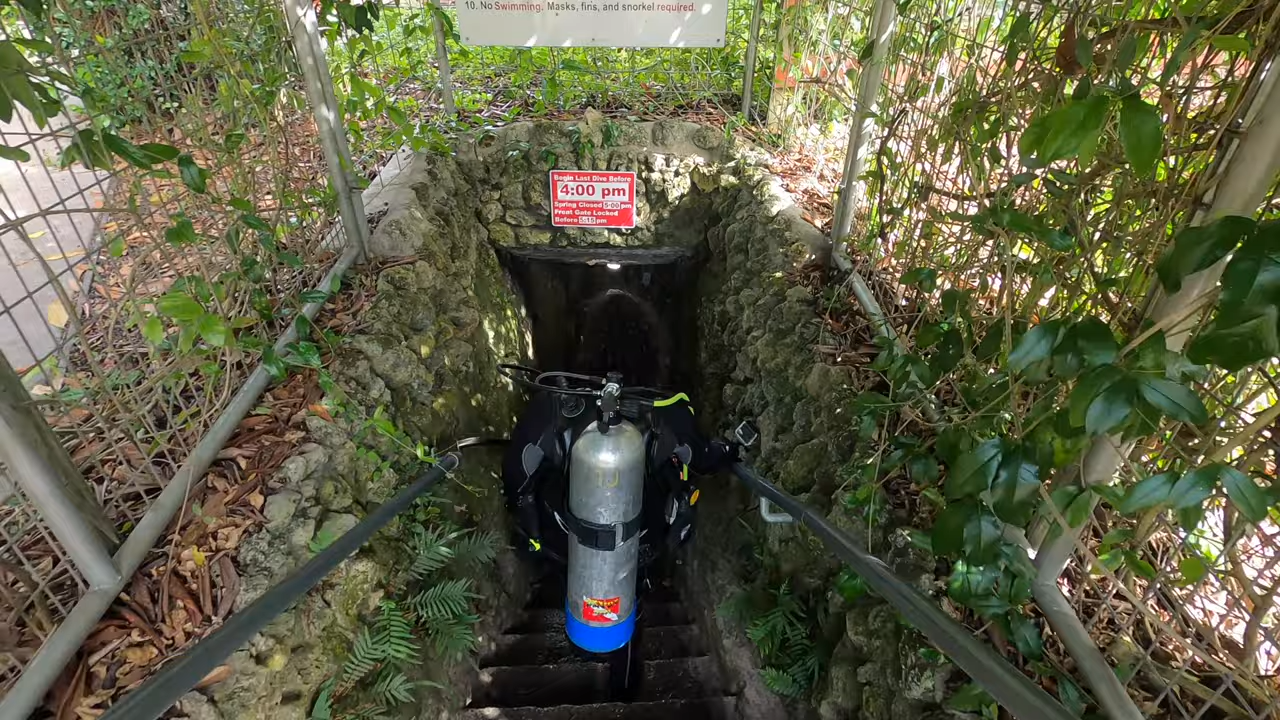 10. No Swimming. Masks, fins, and snorkel required.
Begin Last Dive Before
4:00 pm
Spring Closed 5:00 pm
Front Gate Locked
Before 5:15 pm